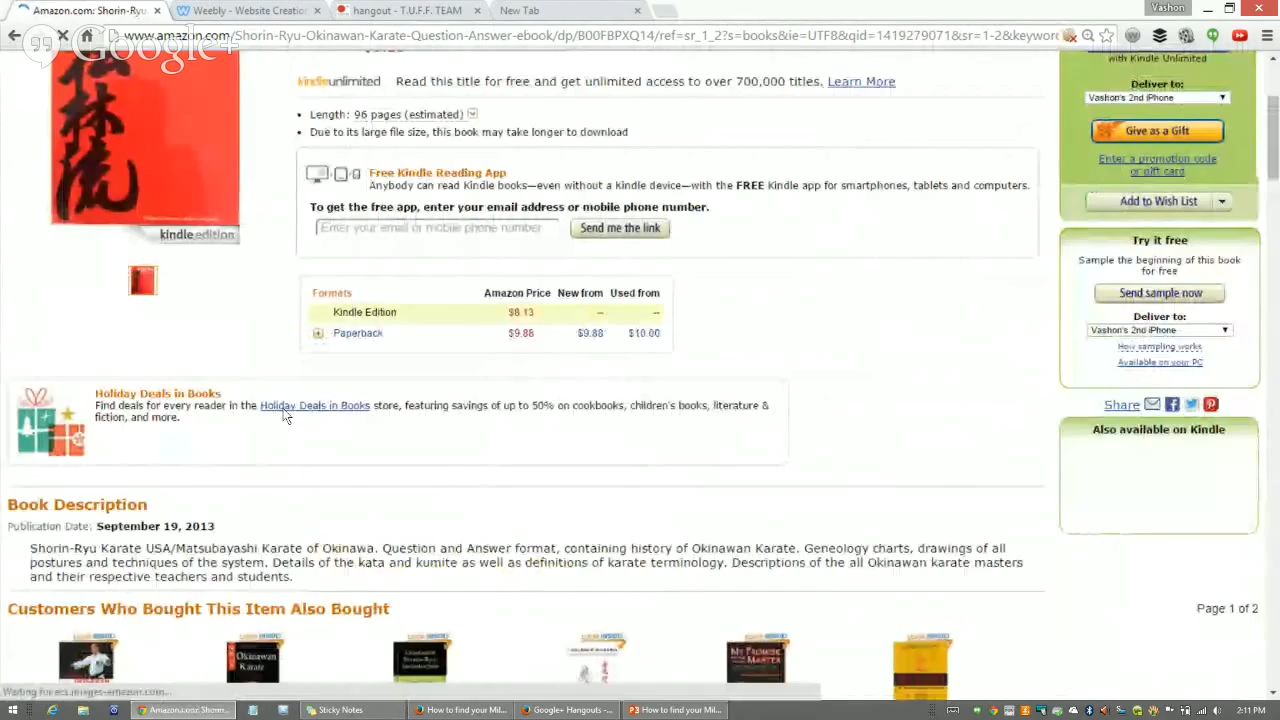 Amazon.com: Shorin-Ryu
Weebly - Website Creation
hangout - T.U.F.F. TEAM
New Tab
Vashon
www.amazon.com/Shorin-Ryu-Okinawan-Karate-Question-Answer-ebook/dp/B00FBPXQ14/ref=sr_1_2?s=books&ie=UTF8&qid=1419279071&sr=1-2&keyword
Google+
kindleunlimited Read this title for free and get unlimited access to over 700,000 titles. Learn More
Length: 96 pages (estimated)
Due to its large file size, this book may take longer to download
Free Kindle Reading App
Anybody can read Kindle books—even without a Kindle device—with the FREE Kindle app for smartphones, tablets and computers.
To get the free app, enter your email address or mobile phone number.
Enter your email or mobile phone number
Send me the link
松林流
kindle edition
Formats Amazon Price New from Used from
Kindle Edition $8.13 -- --
Paperback $9.88 $9.88 $10.00
with Kindle Unlimited
Deliver to:
Vashon's 2nd iPhone
Give as a Gift
Enter a promotion code
or gift card
Add to Wish List
Try it free
Sample the beginning of this book
for free
Send sample now
Deliver to:
Vashon's 2nd iPhone
How sampling works
Available on your PC
Share
Also available on Kindle
Holiday Deals in Books
Find deals for every reader in the Holiday Deals in Books store, featuring savings of up to 50% on cookbooks, children's books, literature &
fiction, and more.
Book Description
Publication Date: September 19, 2013
Shorin-Ryu Karate USA/Matsubayashi Karate of Okinawa. Question and Answer format, containing history of Okinawan Karate. Geneology charts, drawings of all
postures and techniques of the system. Details of the kata and kumite as well as definitions of karate terminology. Descriptions of the all Okinawan karate masters
and their respective teachers and students.
Customers Who Bought This Item Also Bought
Page 1 of 2
Okinawan
Karate
My Promise
Master
Waiting for ecx.images-amazon.com...
Amazon.com: Shorin...
Sticky Notes
How to find your Mil...
Google+ Hangouts -...
How to find your Mil...
2:11 PM